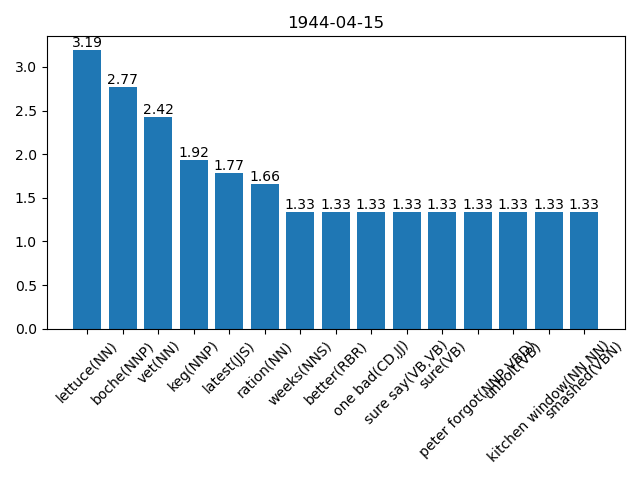 1944-04-15
3.19
2.77
2.42
1.92
1.77
1.66
1.33
1.33
1.33
1.33
1.33
1.33
1.33
1.33
1.33
3.0
2.5
2.0
1.5
1.0
0.5
0.0
lettuce(NN)
boche(NNP)
vet(NN)
keg(NNP)
latest(JJS)
ration(NN)
weeks(NNS)
better(RBR)
one bad(CD,JJ)
sure say(VB,VB)
sure(VB)
peter forgot(NNP,VBD)
unbolt(VB)
kitchen window(NN,NN)
smashed(VBN)